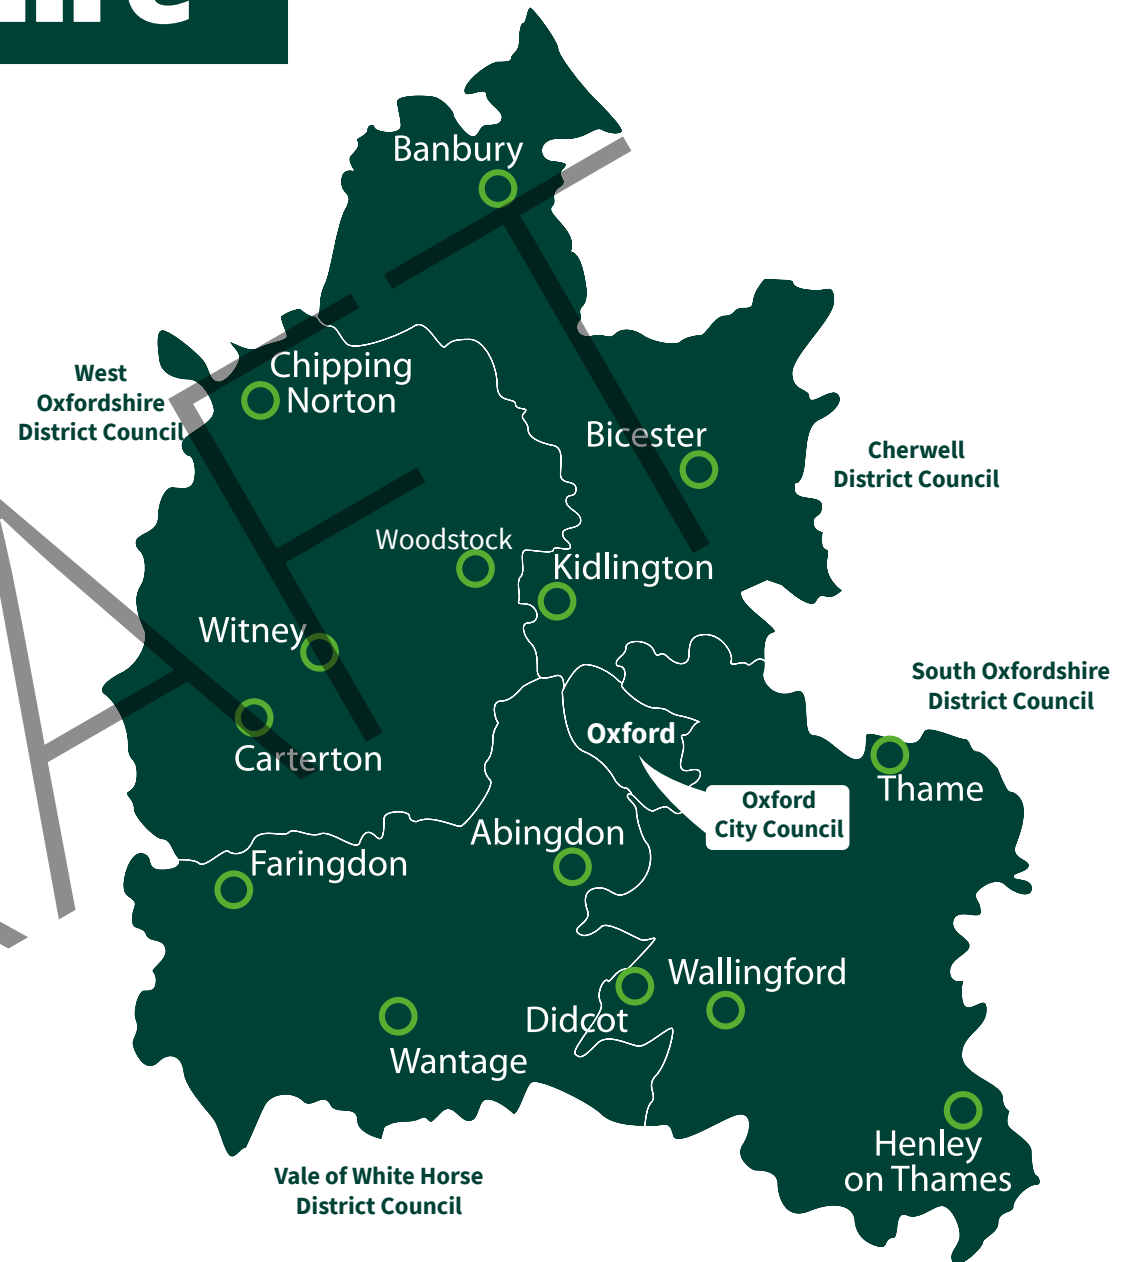 Banbury
Chipping
Norton
West
Oxfordshire
District Council
Bicester
Cherwell
District Council
Woodstock
Kidlington
Witney
South Oxfordshire
District Council
Oxford
Carterton
Thame
Oxford
City Council
Abingdon
Faringdon
Wallingford
Didcot
Wantage
Henley
on Thames
Vale of White Horse
District Council